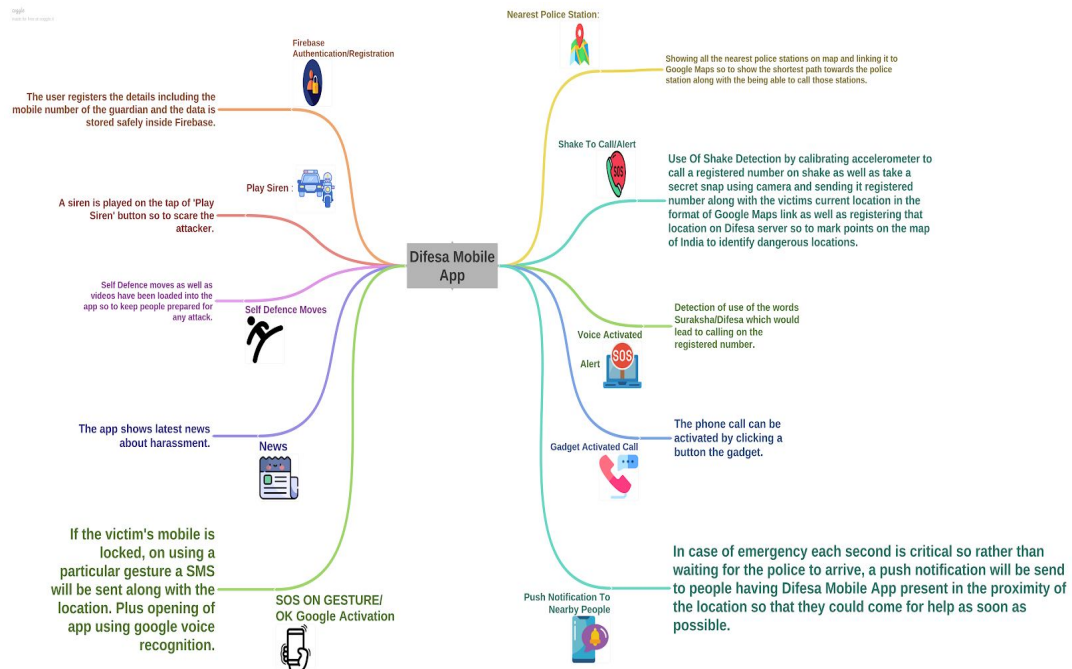 coggle
made for free at coggle.it
Firebase
Authentication/Registration
The user registers the details including the
mobile number of the guardian and the data is
stored safely inside Firebase.
Play Siren :
A siren is played on the tap of 'Play
Siren' button so to scare the
attacker.
Self Defence moves as well as
videos have been loaded into the
app so to keep people prepared for
any attack.
Self Defence Moves
The app shows latest news
about harassment.
News
If the victim's mobile is
locked, on using a
particular gesture a SMS
will be sent along with the
location. Plus opening of
app using google voice
recognition.
SOS ON GESTURE/
OK Google Activation
Difesa Mobile
App
Nearest Police Station:
Showing all the nearest police stations on map and linking it to
Google Maps so to show the shortest path towards the police
station along with the being able to call those stations.
Shake To Call/Alert
SOS
Use Of Shake Detection by calibrating accelerometer to
call a registered number on shake as well as take a
secret snap using camera and sending it registered
number along with the victims current location in the
format of Google Maps link as well as registering that
location on Difesa server so to mark points on the map
of India to identify dangerous locations.
Detection of use of the words
Suraksha/Difesa which would
lead to calling on the
registered number.
Voice Activated
Alert
SOS
The phone call can be
activated by clicking a
button the gadget.
Gadget Activated Call
In case of emergency each second is critical so rather than
waiting for the police to arrive, a push notification will be send
to people having Difesa Mobile App present in the proximity of
the location so that they could come for help as soon as
possible.
Push Notification To
Nearby People